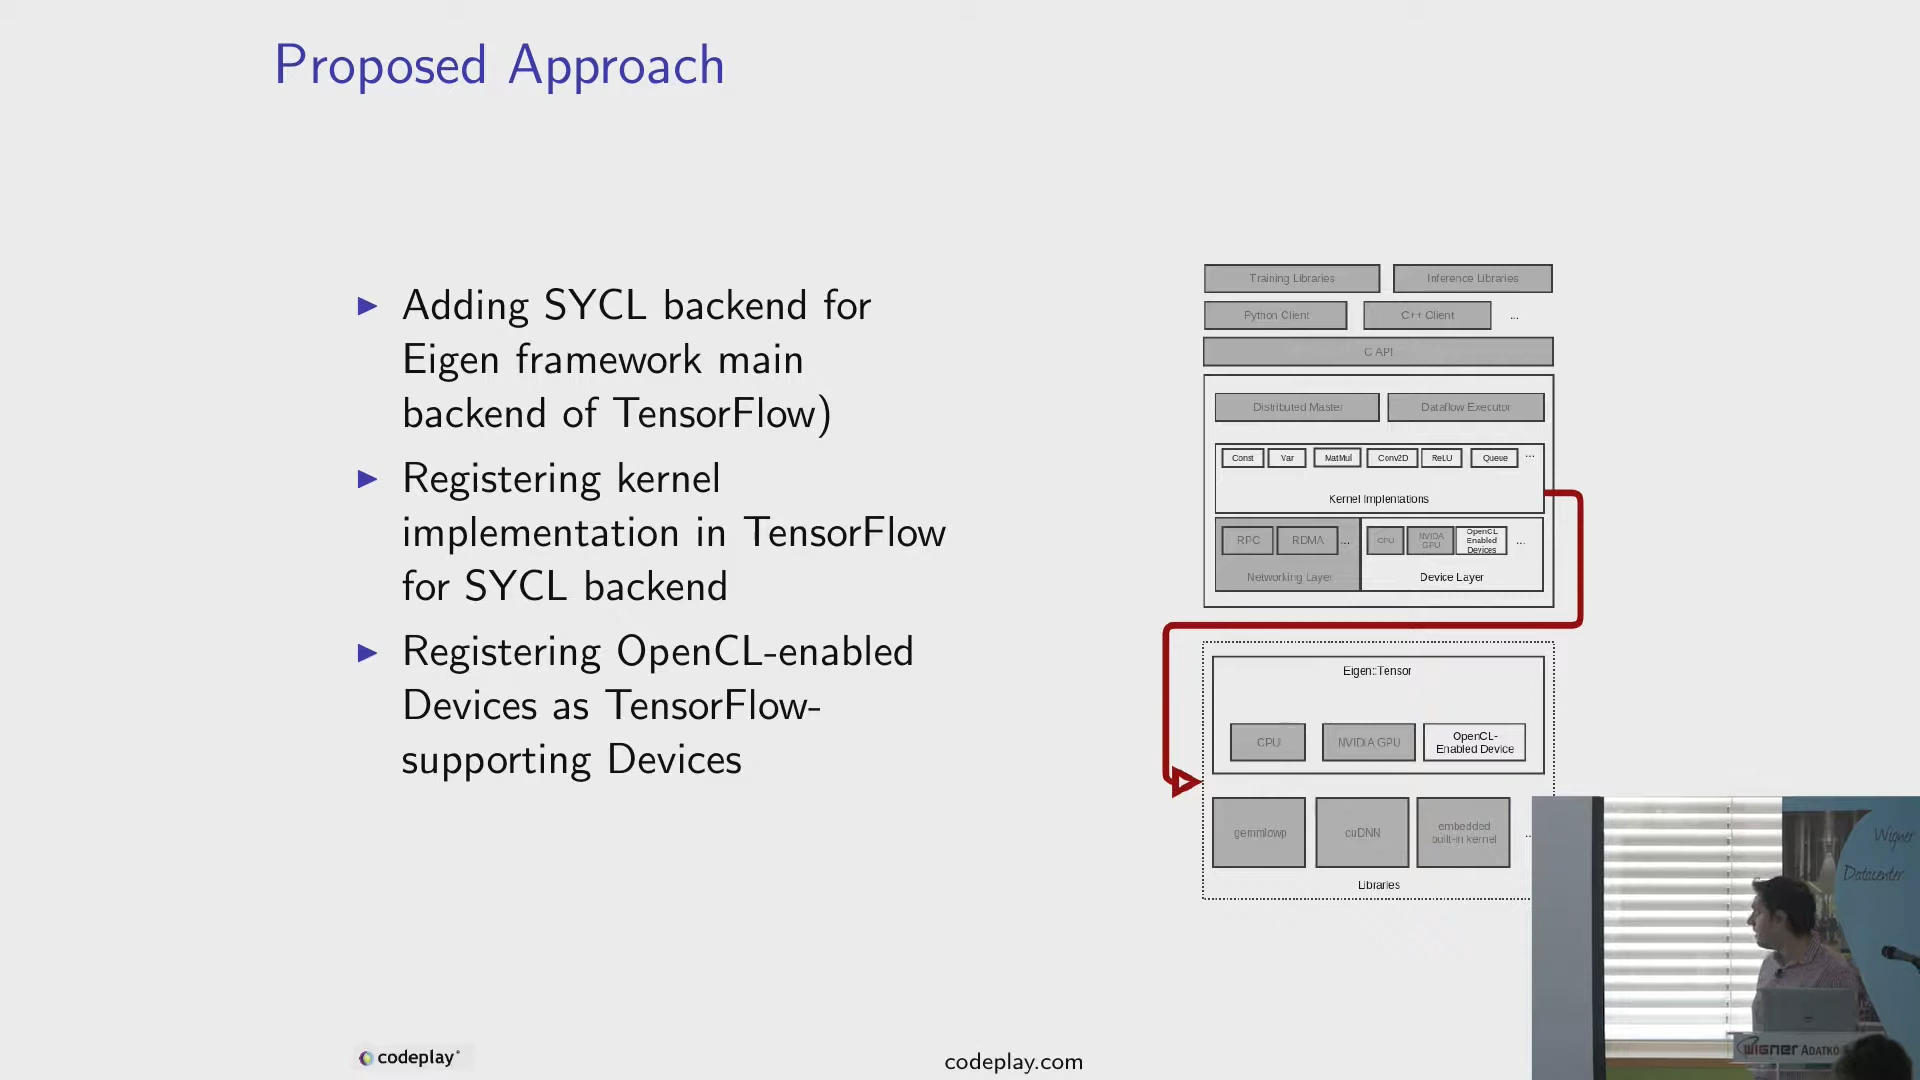 Proposed Approach
Adding SYCL backend for
Eigen framework main
backend of TensorFlow)
Registering kernel
implementation in TensorFlow
for SYCL backend
Registering OpenCL-enabled
Devices as TensorFlow-
supporting Devices
Training Libraries
Inference Libraries
Python Client
C++ Client
...
C API
Distributed Master
Dataflow Executor
Const
Var
MatMul
Conv2D
ReLU
Queue
...
Kernel Implentations
RPC
RDMA
...
CPU
NVIDA
GPU
OpenCL
Enabled
Devices
...
Networking Layer
Device Layer
Eigen::Tensor
CPU
NVIDIA GPU
OpenCL-
Enabled Device
gemmlowp
cuDNN
embedded
built-in kernel
...
Libraries
Wigner
Datacenter
wigner ADATKÖ
codeplay
codeplay.com